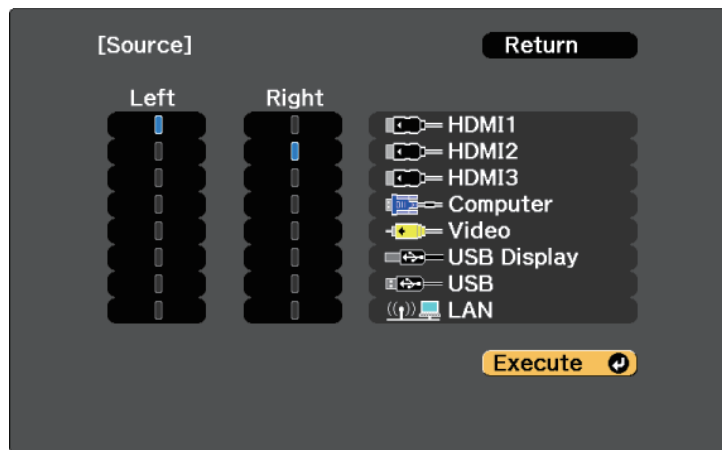 [Source]
Return
Left
Right
HDMI1
HDMI2
HDMI3
Computer
Video
USB Display
USB
LAN
Execute